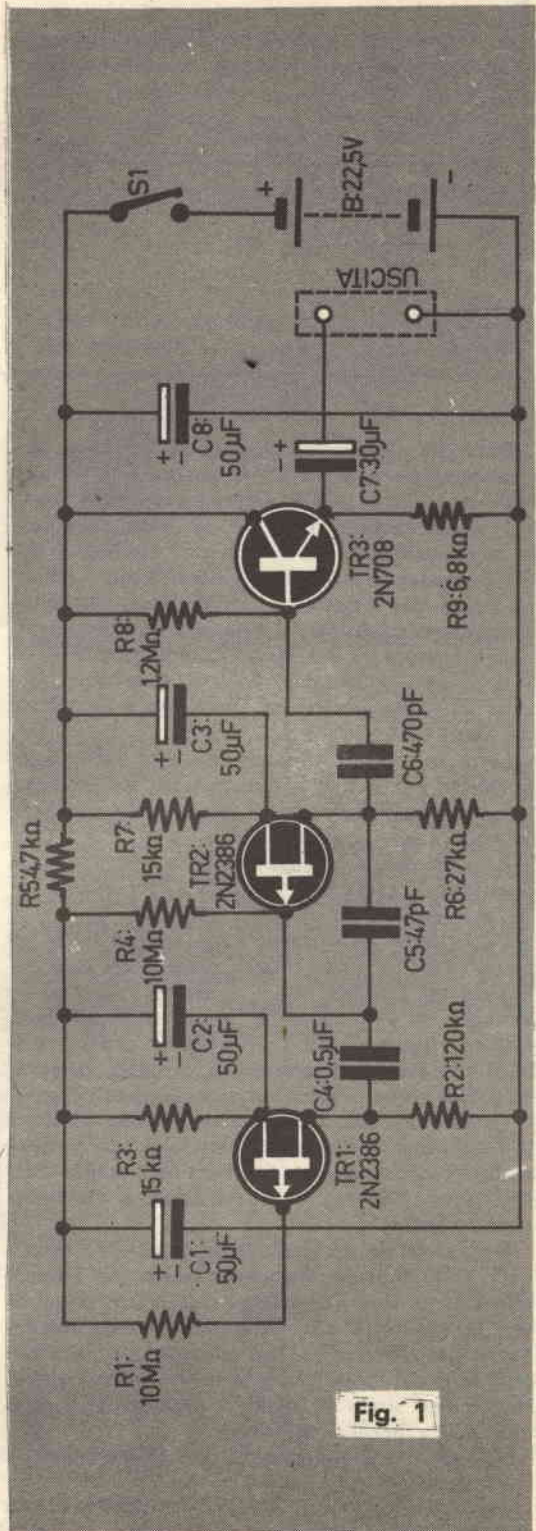 R1:
10MΩ
+
-
C1:
50µF
R3:
15kΩ
TR1:
2N2386
+
-
C2:
50µF
C4:0,5µF
R2:120kΩ
R4:
10MΩ
R54,7kΩ
R7:
15kΩ
TR2:
2N2386
C5:47pF
R6:27kΩ
+
-
C3:
50µF
C6:470pF
R8:
1,2MΩ
TR3:
2N708
R9:6,8kΩ
- +
C7:30µF
+
-
C8:
50µF
USCITA
S1
+
B:22,5V
-
Fig. 1